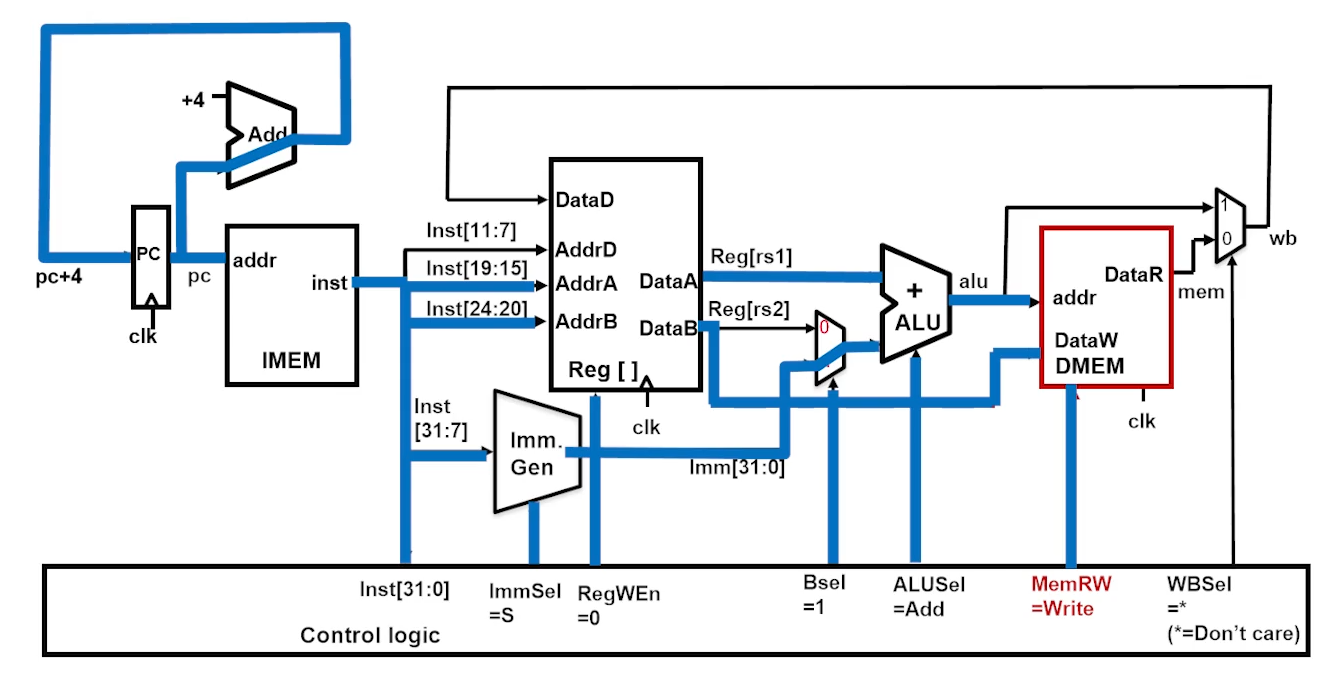 +4
Add
DataD
Inst[11:7]
AddrD
PC
pc+4
pc
clk
addr
inst
IMEM
Inst[19:15]
AddrA
Inst[24:20]
AddrB
DataA
DataB
Reg [ ]
clk
Reg[rs1]
Reg[rs2]
0
+
ALU
alu
addr
DataR
DataW
DMEM
clk
mem
1
0
wb
Inst
[31:7]
Imm.
Gen
Imm[31:0]
Inst[31:0]
ImmSel
=S
RegWEn
=0
Bsel
=1
ALUSel
=Add
MemRW
=Write
WBSel
=*
(*=Don’t care)
Control logic